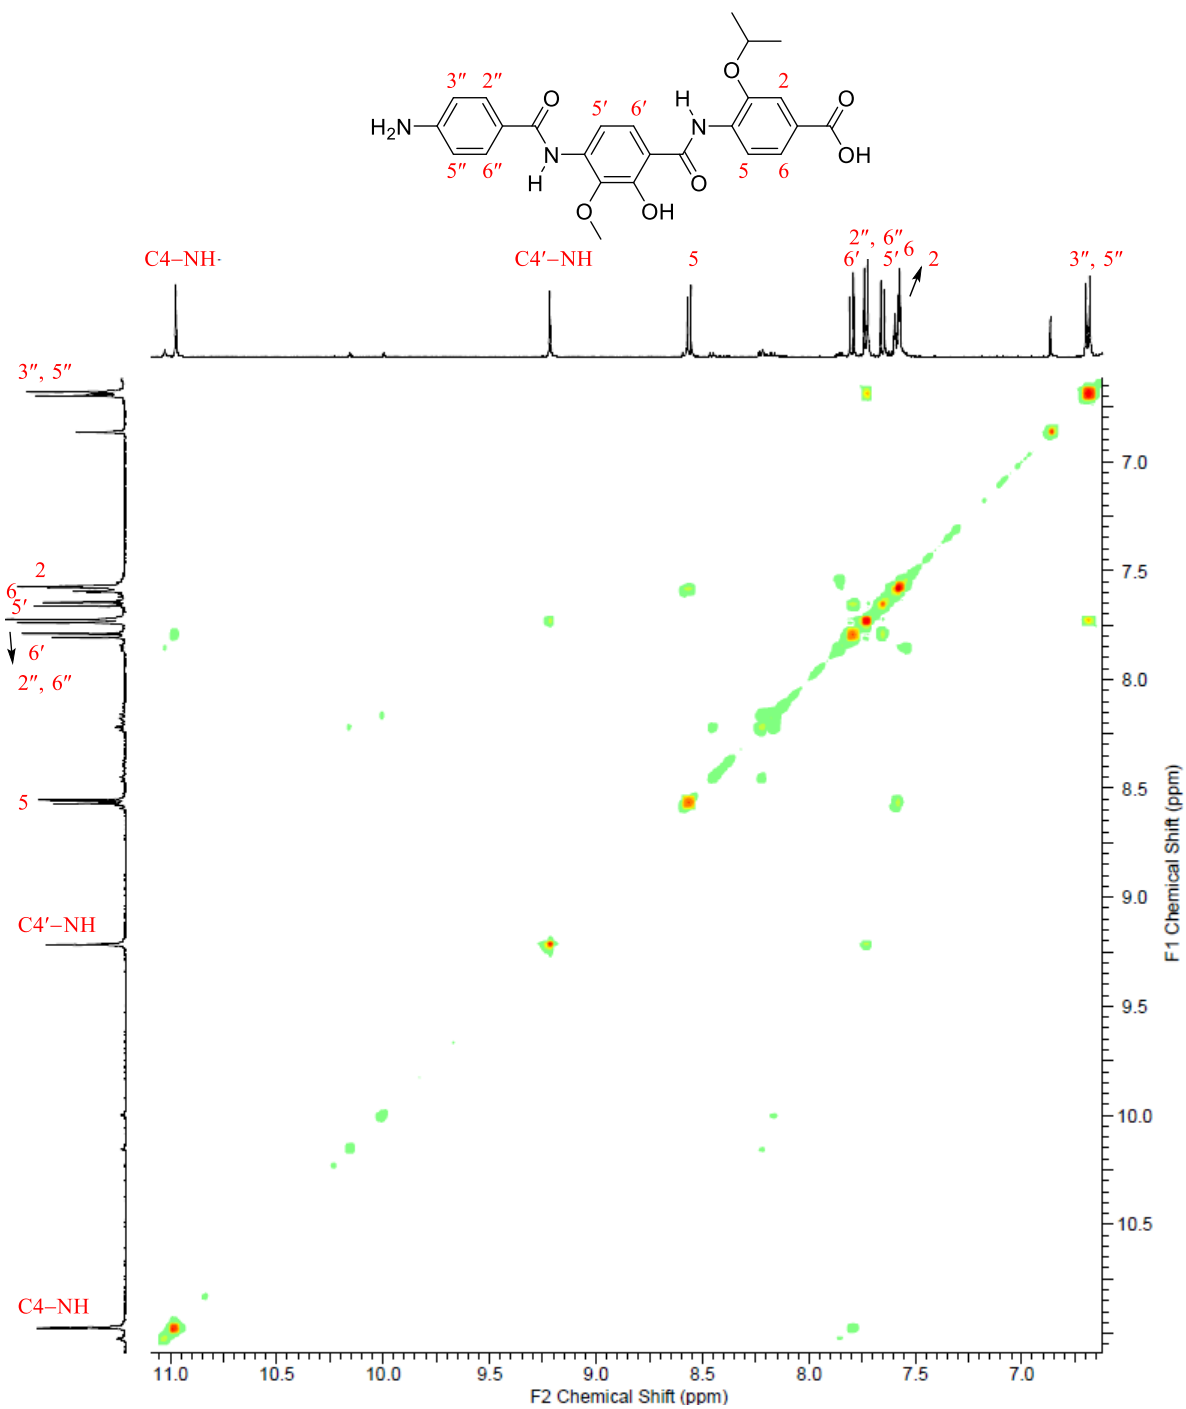 O
2
3″ 2″
O
5′ 6′
H
N
O
H₂N
OH
N
5″ 6″
H
O
5 6
O
OH
2″, 6″
C4–NH·
C4′–NH
5
6′ 5′ 6 2
3″, 5″
3″, 5″
7.0
2
7.5
6
5′
6′
8.0
2″, 6″
5
8.5
9.0
C4′–NH
9.5
10.0
10.5
C4–NH
11.0 10.5 10.0 9.5 9.0 8.5 8.0 7.5 7.0
F2 Chemical Shift (ppm)
F1 Chemical Shift (ppm)